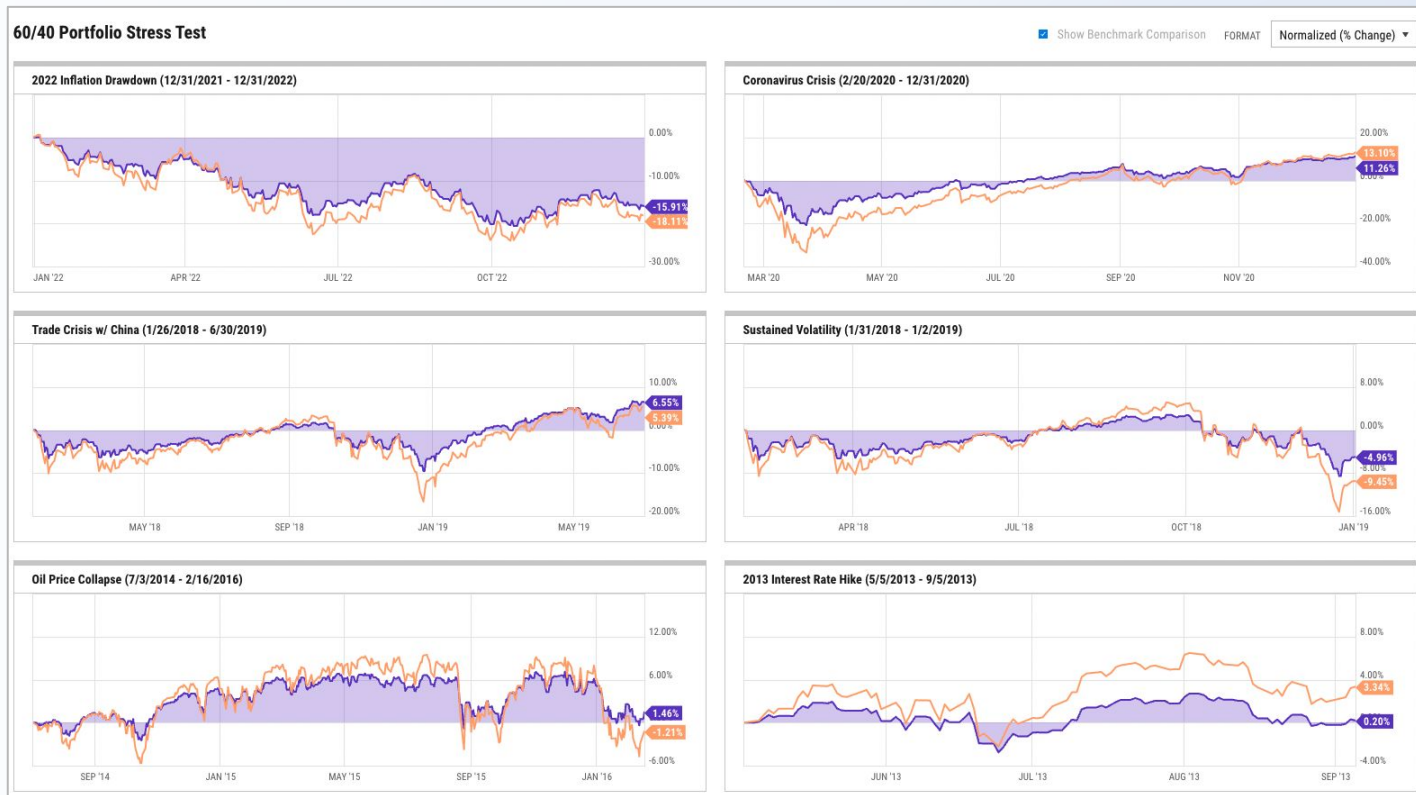 60/40 Portfolio Stress Test
Show Benchmark Comparison FORMAT Normalized (% Change)
2022 Inflation Drawdown (12/31/2021 - 12/31/2022)
0.00%
-10.00%
-15.91%
-18.11%
-30.00%
JAN '22 APR '22 JUL '22 OCT '22
Coronavirus Crisis (2/20/2020 - 12/31/2020)
20.00%
13.10%
11.26%
0.00%
-20.00%
-40.00%
MAR '20 MAY '20 JUL '20 SEP '20 NOV '20
Trade Crisis w/ China (1/26/2018 - 6/30/2019)
10.00%
6.55%
5.39%
0.00%
-10.00%
-20.00%
MAY '18 SEP '18 JAN '19 MAY '19
Sustained Volatility (1/31/2018 - 1/2/2019)
8.00%
0.00%
-4.96%
-8.00%
-9.45%
-16.00%
APR '18 JUL '18 OCT '18 JAN '19
Oil Price Collapse (7/3/2014 - 2/16/2016)
12.00%
6.00%
1.46%
-1.21%
-6.00%
SEP '14 JAN '15 MAY '15 SEP '15 JAN '16
2013 Interest Rate Hike (5/5/2013 - 9/5/2013)
8.00%
4.00%
3.34%
0.20%
-4.00%
JUN '13 JUL '13 AUG '13 SEP '13